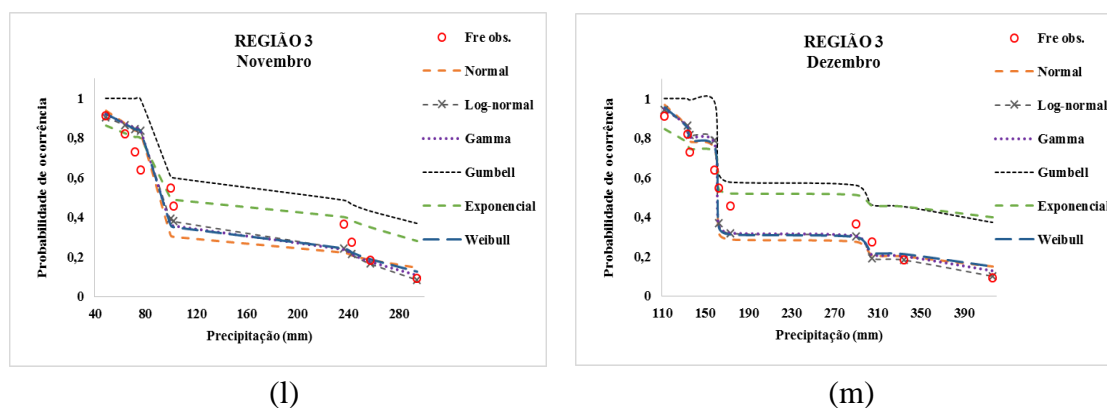 REGIÃO 3
Novembro
Probabilidade de ocorrência
1
0,8
0,6
0,4
0,2
0
40 80 120 160 200 240 280
Precipitação (mm)
Fre obs.
Normal
Log-normal
Gamma
Gumbell
Exponencial
Weibull
(l)
REGIÃO 3
Dezembro
Probabilidade de ocorrência
1
0,8
0,6
0,4
0,2
0
110 150 190 230 270 310 350 390
Precipitação (mm)
Fre obs.
Normal
Log-normal
Gamma
Gumbell
Exponencial
Weibull
(m)